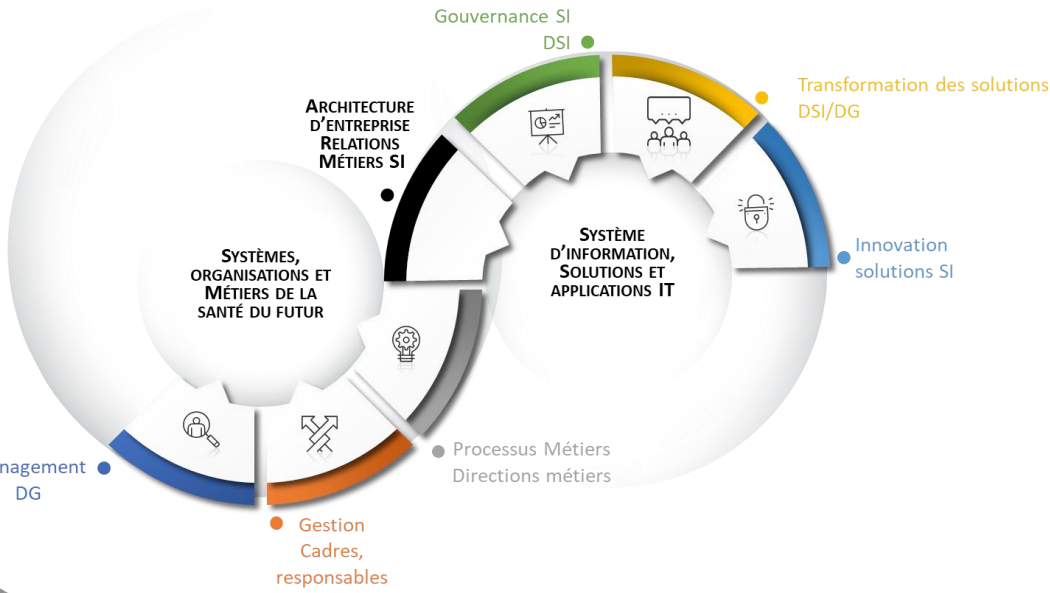 Gouvernance SI
DSI
Transformation des solutions
DSI/DG
ARCHITECTURE
D'ENTREPRISE
RELATIONS
MÉTIERS SI
SYSTÈMES,
ORGANISATIONS ET
MÉTIERS DE LA
SANTÉ DU FUTUR
SYSTÈME
D'INFORMATION,
SOLUTIONS ET
APPLICATIONS IT
Innovation
solutions SI
Processus Métiers
Directions métiers
nagement
DG
Gestion
Cadres,
responsables